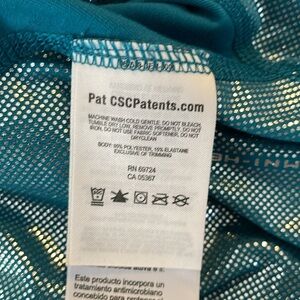 Pat CSCPatents.com
MACHINE WASH COLD GENTLE, DO NOT BLEACH,
TUMBLE DRY LOW, REMOVE PROMPTLY, DO NOT
IRON, DO NOT USE FABRIC SOFTENER, DO NOT
DRYCLEAN
BODY: 85% POLYESTER, 15% ELASTANE
EXCLUSIVE OF TRIMMING
RN 69724
CA 05367
Este producto incorpora un
tratamiento antimicrobiano